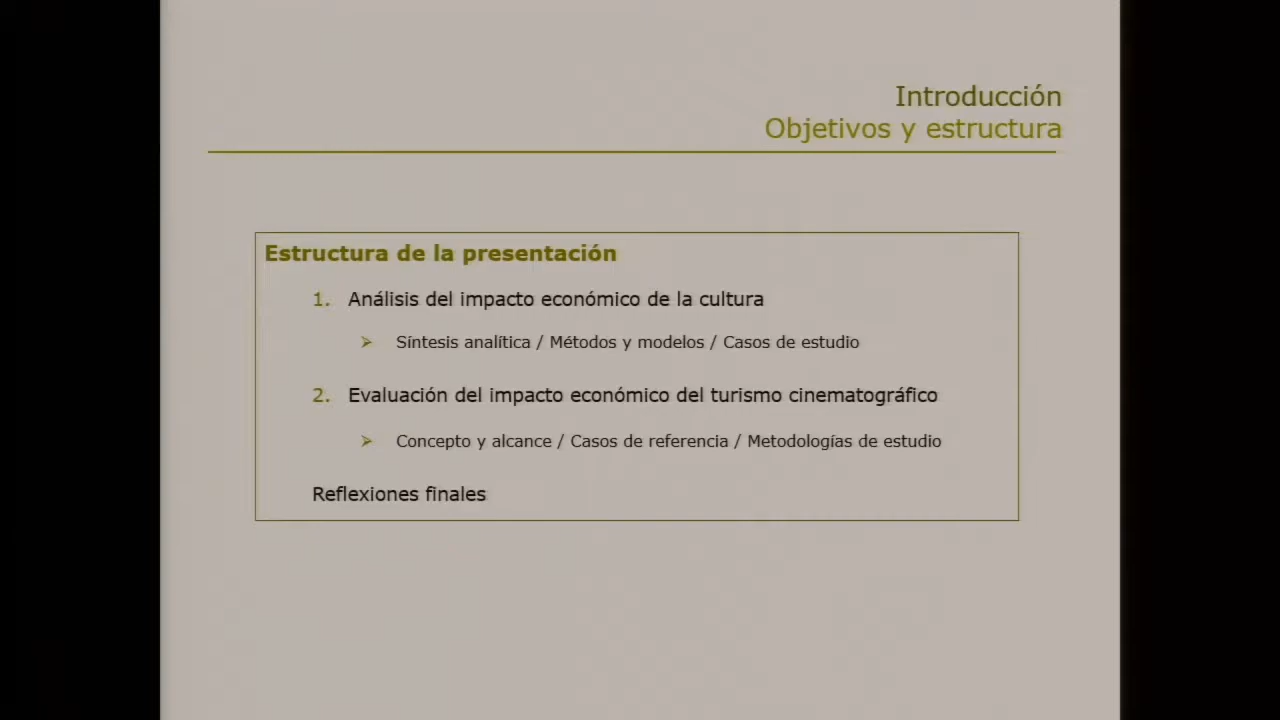 Introducción
Objetivos y estructura
Estructura de la presentación
1. Análisis del impacto económico de la cultura
➢ Síntesis analítica / Métodos y modelos / Casos de estudio
2. Evaluación del impacto económico del turismo cinematográfico
➢ Concepto y alcance / Casos de referencia / Metodologías de estudio
Reflexiones finales